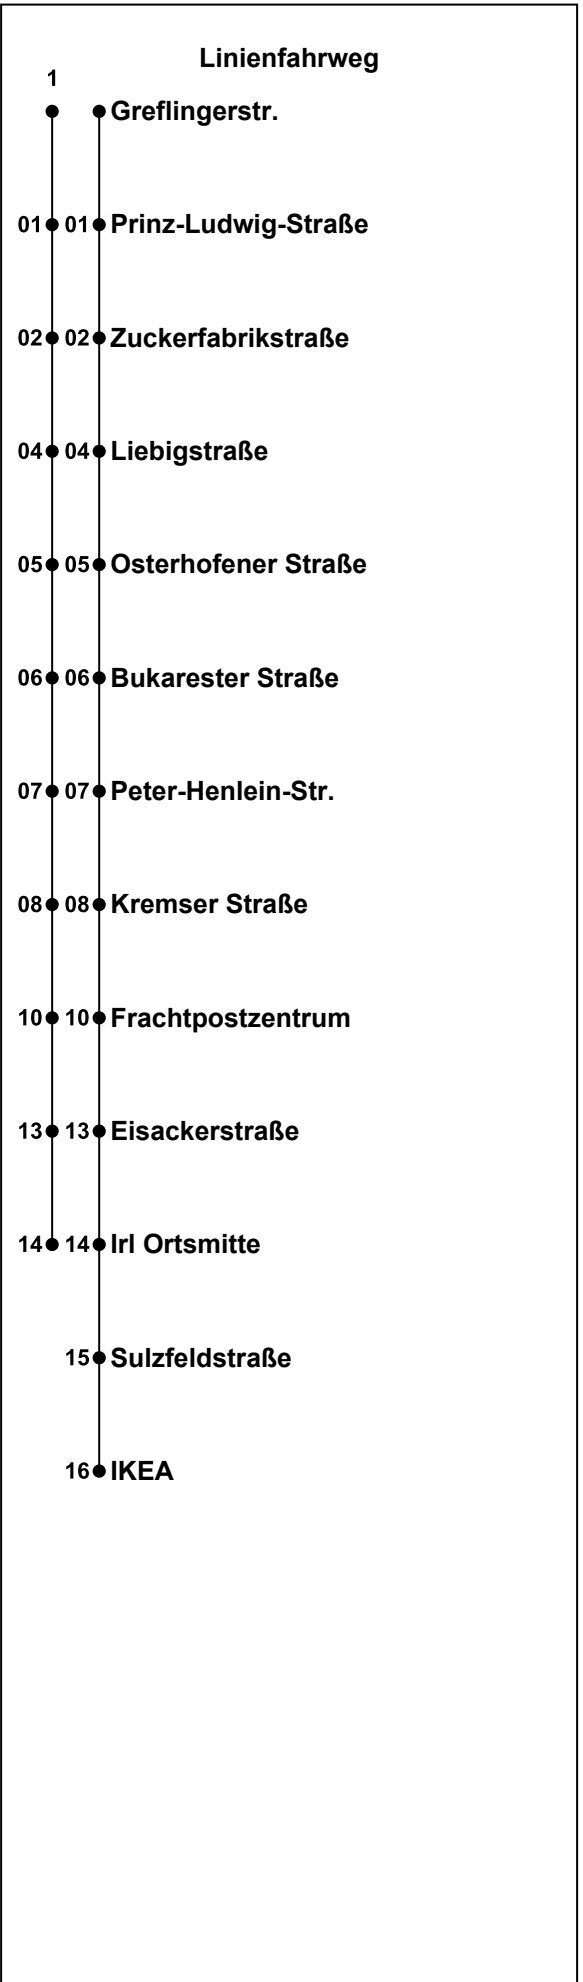 Linienfahrweg
1
Greflingerstr.
01 01 Prinz-Ludwig-Straße
02 02 Zuckerfabrikstraße
04 04 Liebigstraße
05 05 Osterhofener Straße
06 06 Bukarester Straße
07 07 Peter-Henlein-Str.
08 08 Kremser Straße
10 10 Frachtpostzentrum
13 13 Eisackerstraße
14 14 Irl Ortsmitte
15 Sulzfeldstraße
16 IKEA